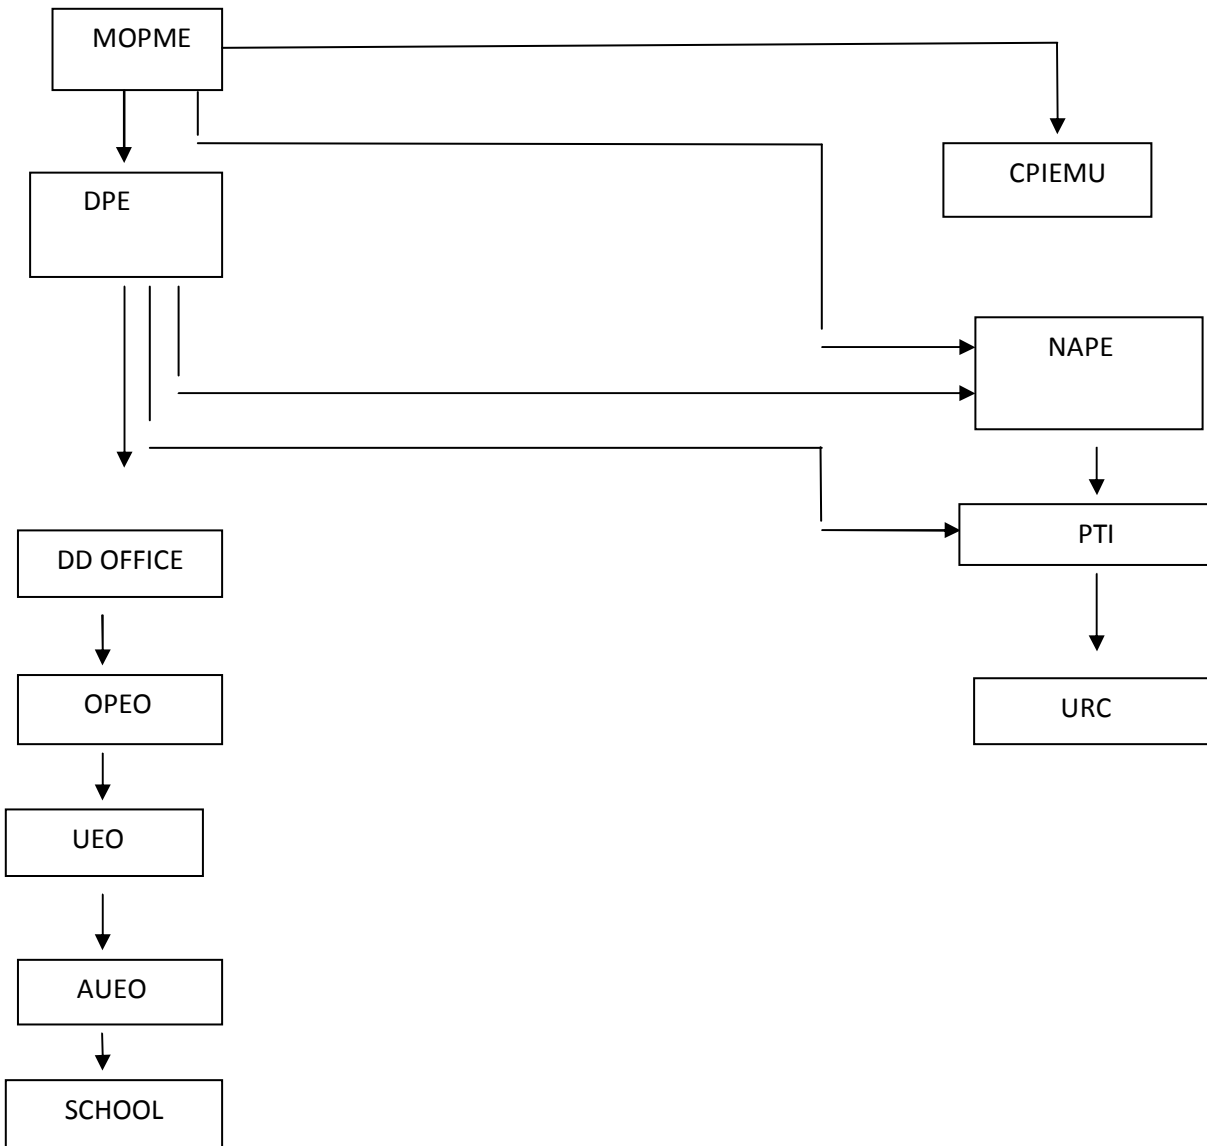 MOPME
CPIEMU
DPE
NAPE
PTI
DD OFFICE
OPEO
URC
UEO
AUEO
SCHOOL